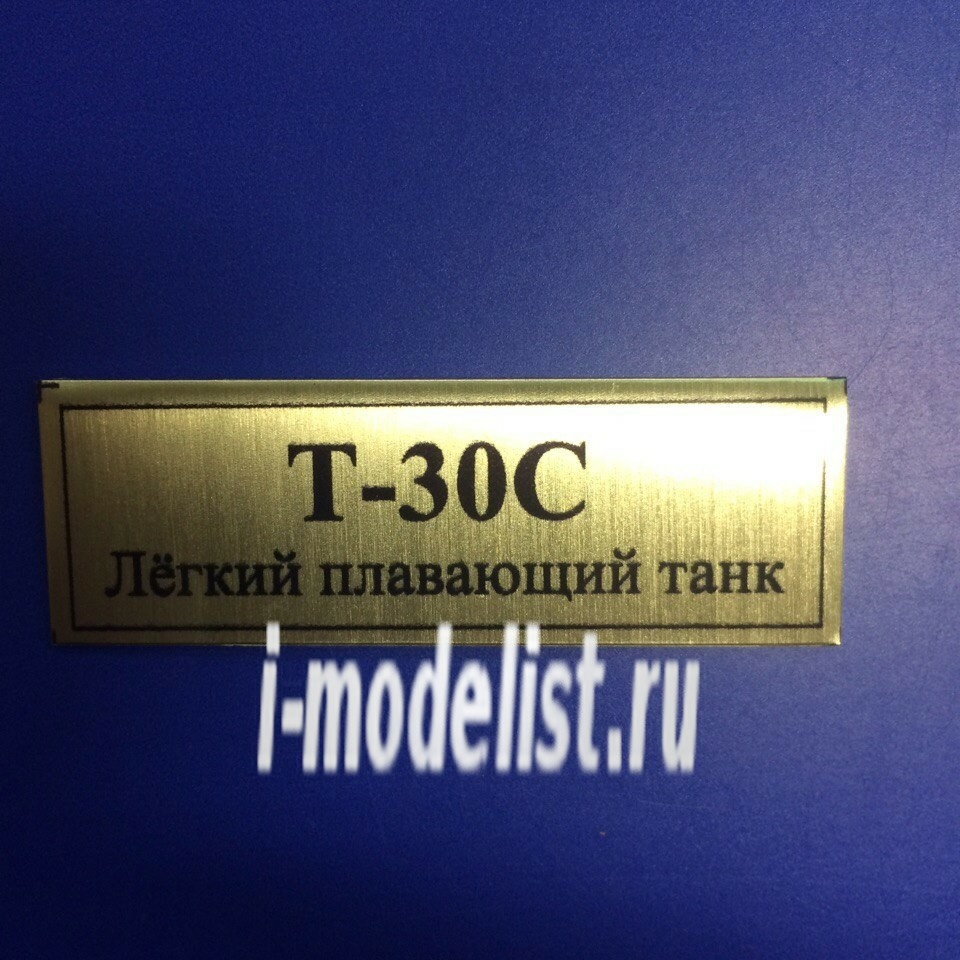 Т-30С
Лёгкий плавающий танк
i-modelist.ru